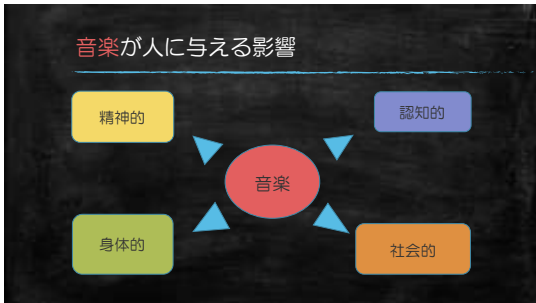 音楽が人に与える影響
精神的
認知的
音楽
身体的
社会的